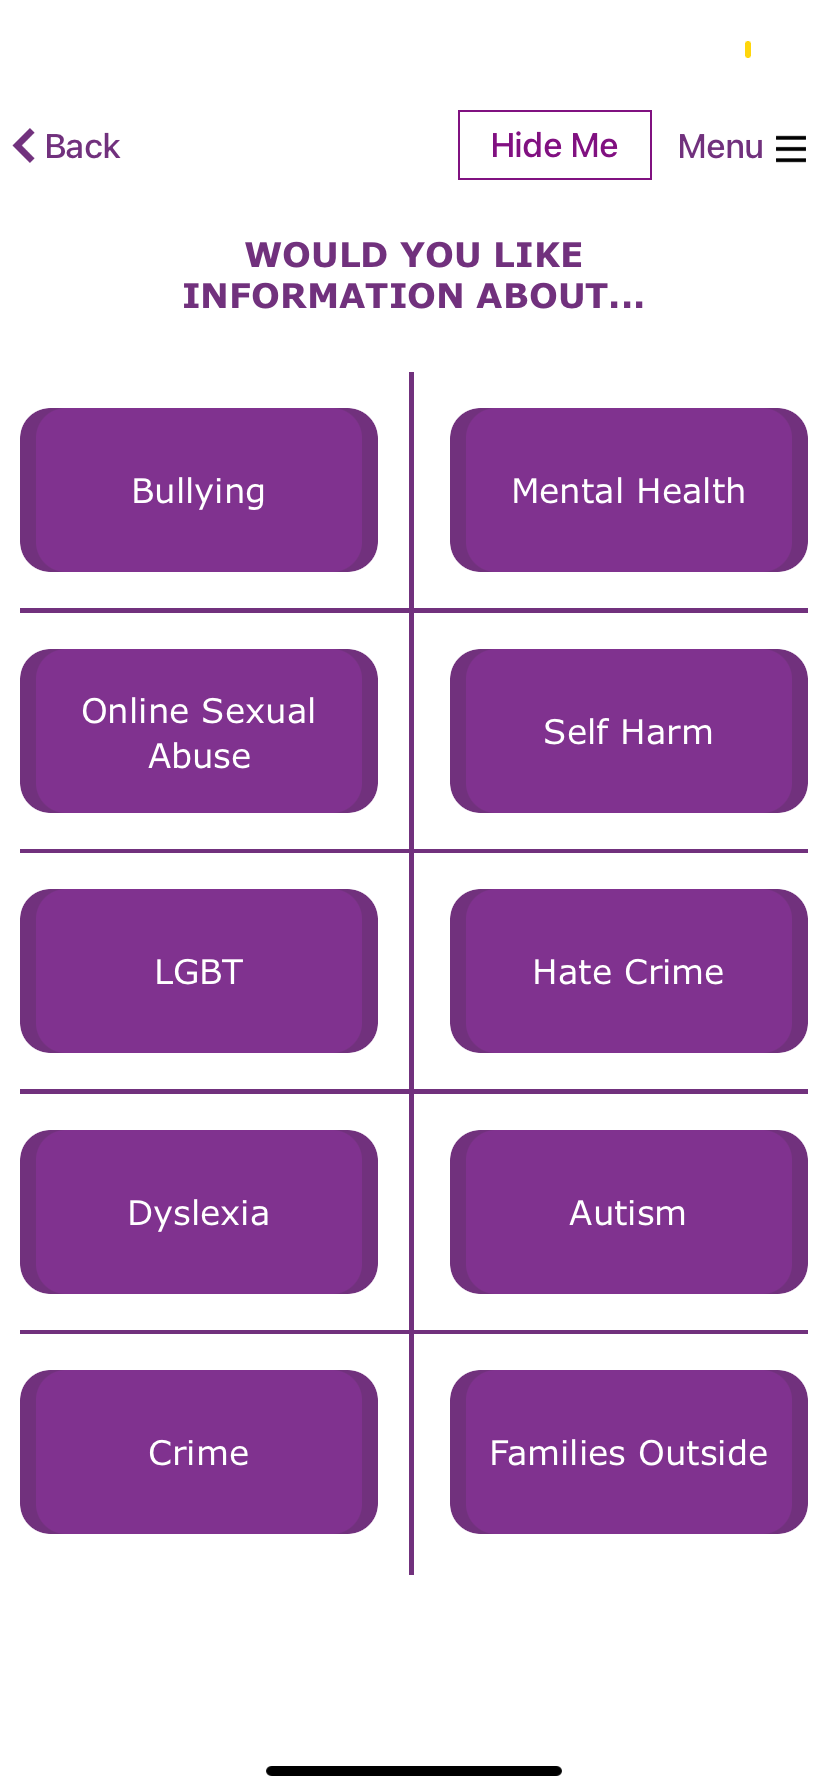 Back
Hide Me
Menu
WOULD YOU LIKE
INFORMATION ABOUT...
Bullying
Mental Health
Online Sexual
Abuse
Self Harm
LGBT
Hate Crime
Dyslexia
Autism
Crime
Families Outside